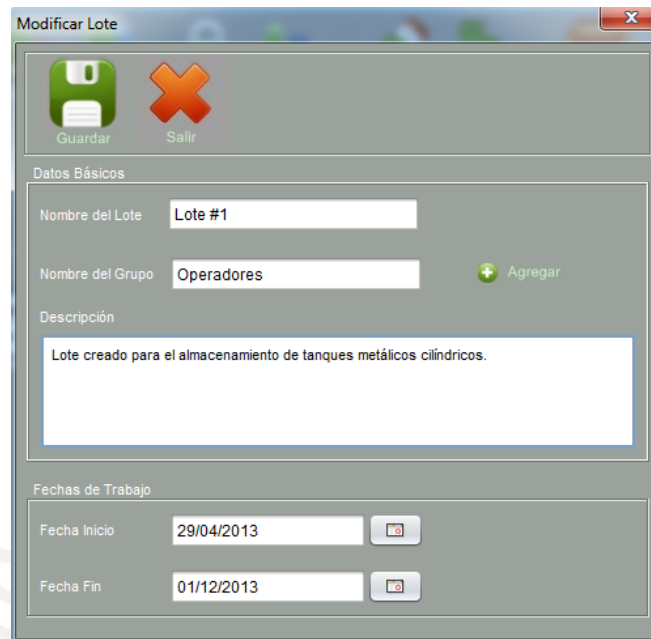 Modificar Lote
Guardar Salir
Datos Básicos
Nombre del Lote Lote #1
Nombre del Grupo Operadores Agregar
Descripción
Lote creado para el almacenamiento de tanques metálicos cilíndricos.
Fechas de Trabajo
Fecha Inicio 29/04/2013
Fecha Fin 01/12/2013